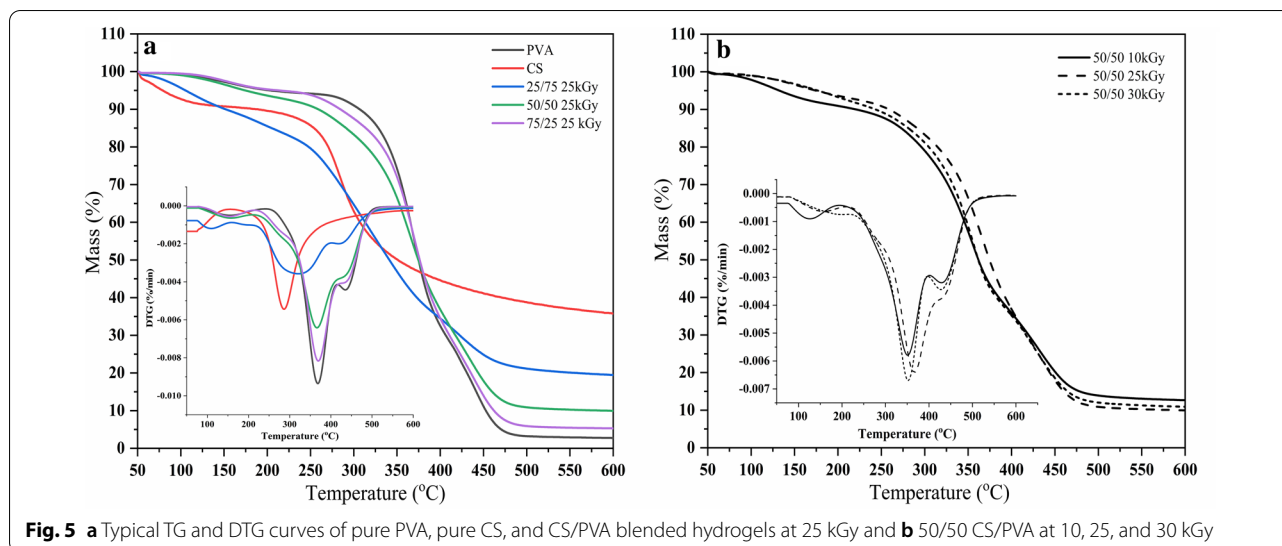 a
PVA
CS
25/75 25kGy
50/50 25kGy
75/25 25 kGy
110
100
90
80
70
60
50
40
30
20
10
0
Mass (%)
50 100 150 200 250 300 350 400 450 500 550 600
Temperature (°C)
0.000
-0.002
-0.004
-0.006
-0.008
-0.010
DTG (%/min)
50 100 150 200 250 300 350 400 450 500 550 600
Temperature (°C)
b
50/50 10kGy
50/50 25kGy
50/50 30kGy
110
100
90
80
70
60
50
40
30
20
10
0
Mass (%)
50 100 150 200 250 300 350 400 450 500 550 600
Temperature (°C)
0.000
-0.001
-0.002
-0.003
-0.004
-0.005
-0.006
-0.007
DTG (%/min)
100 200 300 400 500 600
Temperature (°C)
Fig. 5 a Typical TG and DTG curves of pure PVA, pure CS, and CS/PVA blended hydrogels at 25 kGy and b 50/50 CS/PVA at 10, 25, and 30 kGy